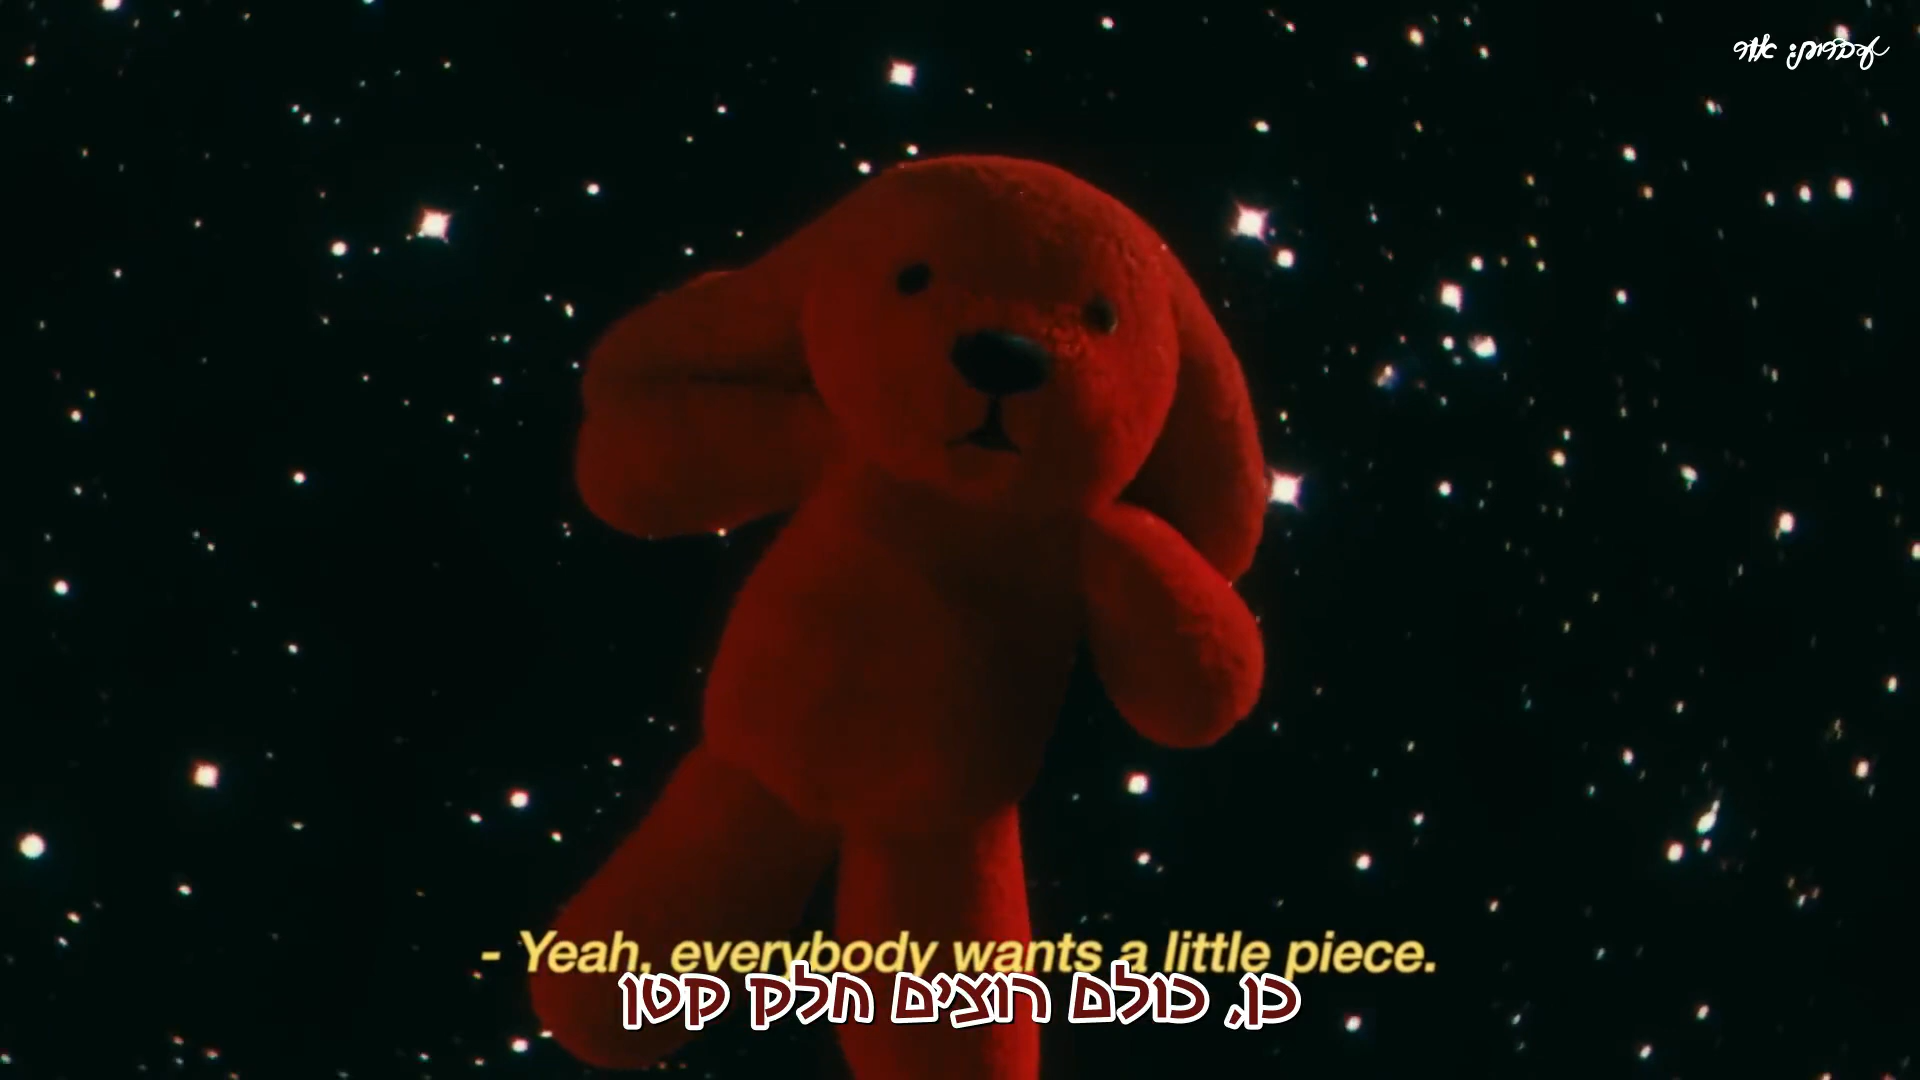 - Yeah, everybody wants a little piece.
כן, כולם רוצים חלק קטן